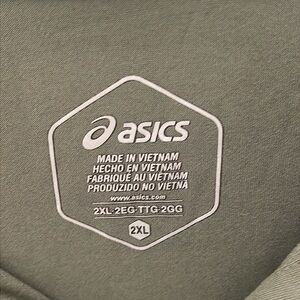 asics
MADE IN VIETNAM
HECHO EN VIETNAM
FABRIQUÉ AU VIETNAM
PRODUZIDO NO VIETNÃ
www.asics.com
2XL·2EG·TTG·2GG
2XL